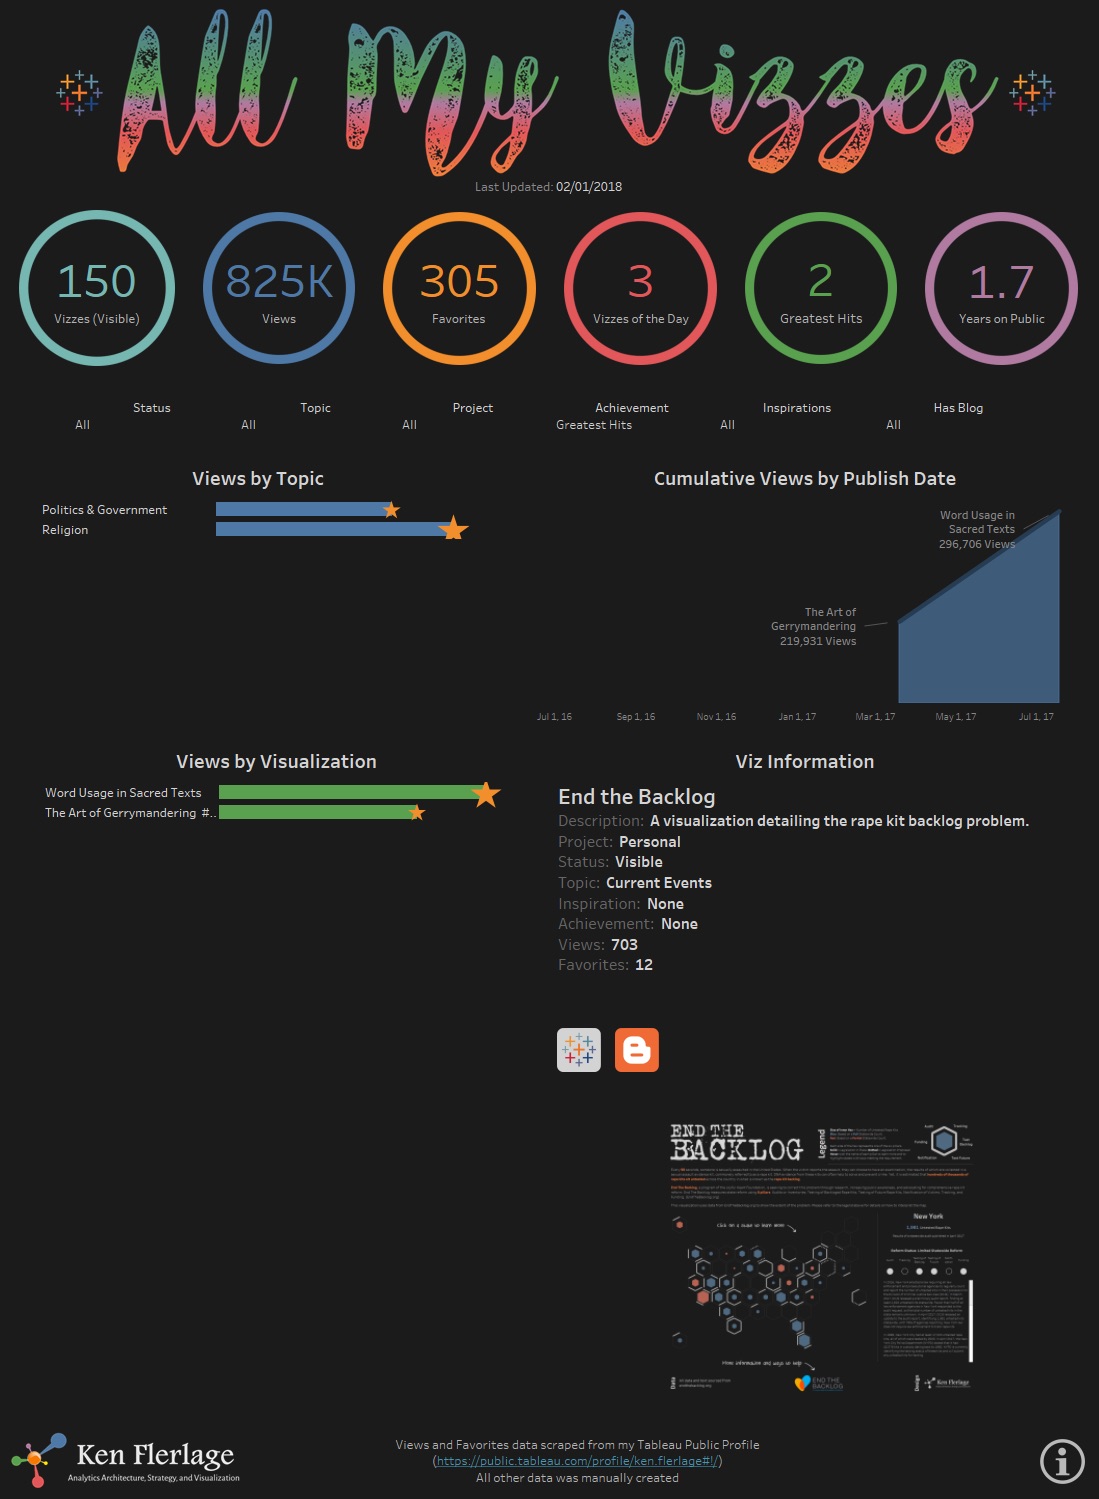 All My Vizzes
Last Updated: 02/01/2018
150
Vizzes (Visible)
825K
Views
305
Favorites
3
Vizzes of the Day
2
Greatest Hits
1.7
Years on Public
Status
All
Topic
All
Project
All
Achievement
Greatest Hits
Inspirations
All
Has Blog
All
Views by Topic
Politics & Government
Religion
Cumulative Views by Publish Date
Word Usage in
Sacred Texts
296,706 Views
The Art of
Gerrymandering
219,931 Views
Jul 1, 16
Sep 1, 16
Nov 1, 16
Jan 1, 17
Mar 1, 17
May 1, 17
Jul 1, 17
Views by Visualization
Word Usage in Sacred Texts
The Art of Gerrymandering #..
Viz Information
End the Backlog
Description: A visualization detailing the rape kit backlog problem.
Project: Personal
Status: Visible
Topic: Current Events
Inspiration: None
Achievement: None
Views: 703
Favorites: 12
END THE
BACKLOG
Legend
New York
Click on a state to learn more
More information and ways to help
Data
END THE
BACKLOG
Design
Ken Flerlage
Ken Flerlage
Analytics Architecture, Strategy, and Visualization
Views and Favorites data scraped from my Tableau Public Profile
(https://public.tableau.com/profile/ken.flerlage#!/)
All other data was manually created